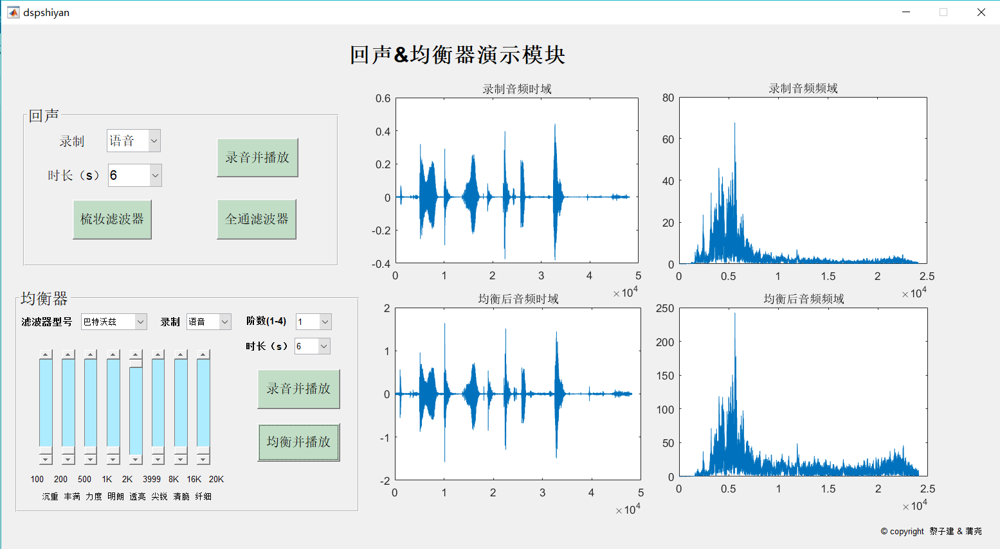 dspshiyan
回声&均衡器演示模块
回声
录制 语音
时长（s） 6
录音并播放
梳妆滤波器
全通滤波器
均衡器
滤波器型号 巴特沃兹 录制 语音 阶数(1-4) 1
时长（s） 6
录音并播放
均衡并播放
100 200 500 1K 2K 3999 8K 16K 20K
沉重 丰满 力度 明朗 透亮 尖锐 清脆 纤细
录制音频时域
0.6
0.4
0.2
0
-0.2
-0.4
0 1 2 3 4 5
×10^4
录制音频频域
80
60
40
20
0
0 0.5 1 1.5 2 2.5
×10^4
均衡后音频时域
2
1
0
-1
-2
0 1 2 3 4 5
×10^4
均衡后音频频域
250
200
150
100
50
0
0 0.5 1 1.5 2 2.5
×10^4
© copyright 黎子建 & 蒲尧